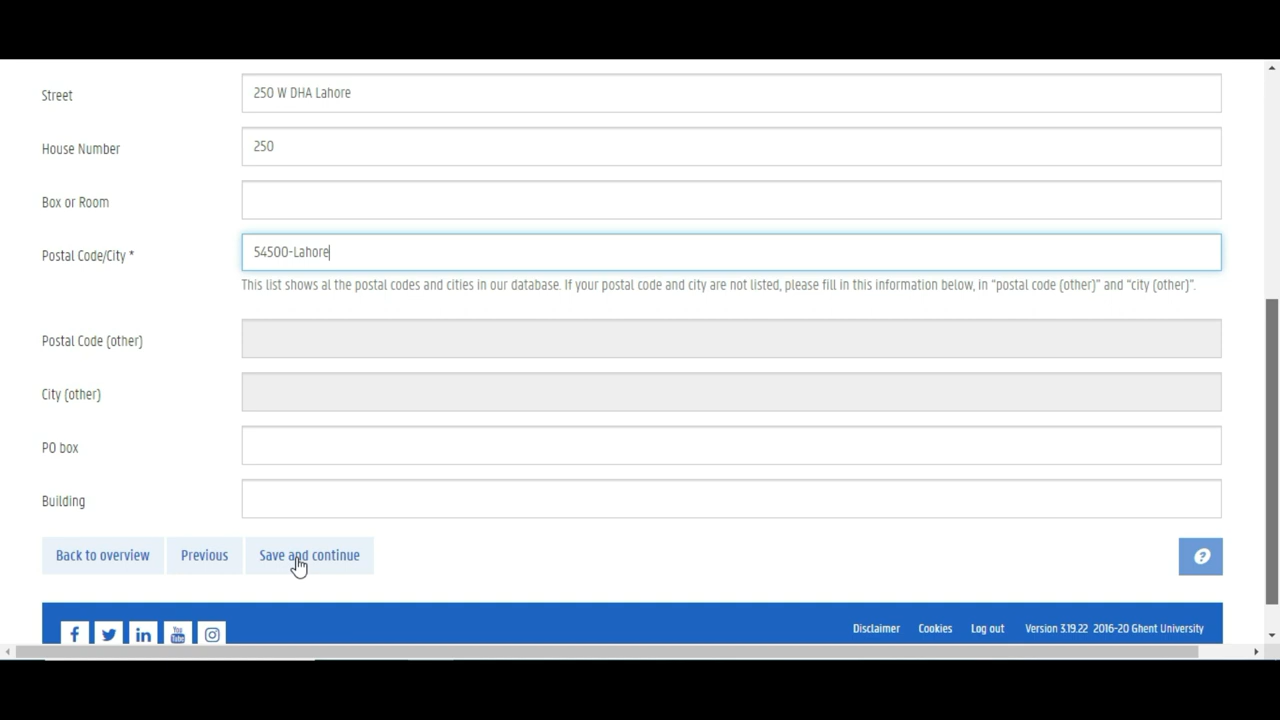 Street
250 W DHA Lahore
House Number
250
Box or Room
Postal Code/City *
54500-Lahore
This list shows al the postal codes and cities in our database. If your postal code and city are not listed, please fill in this information below, in "postal code (other)" and "city (other)".
Postal Code (other)
City (other)
PO box
Building
Back to overview
Previous
Save and continue
?
f
in
You Tube
Disclaimer
Cookies
Log out
Version 3.19.22 2016-20 Ghent University